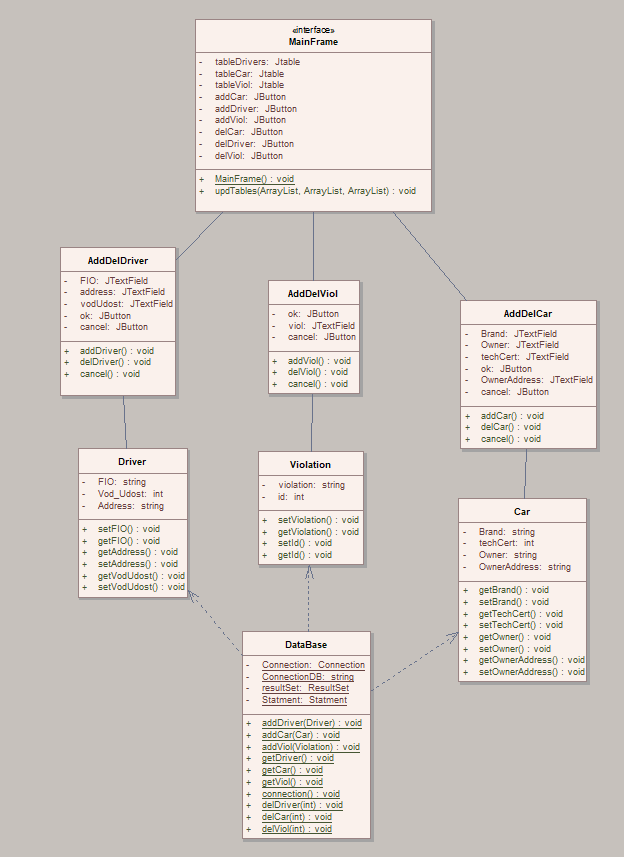 «interface»
MainFrame
- tableDrivers: Jtable
- tableCar: Jtable
- tableViol: Jtable
- addCar: JButton
- addDriver: JButton
- addViol: JButton
- delCar: JButton
- delDriver: JButton
- delViol: JButton
+ MainFrame() : void
+ updTables(ArrayList, ArrayList, ArrayList) : void
AddDelDriver
- FIO: JTextField
- address: JTextField
- vodUdost: JTextField
- ok: JButton
- cancel: JButton
+ addDriver() : void
+ delDriver() : void
+ cancel() : void
AddDelViol
- ok: JButton
- viol: JTextField
- cancel: JButton
+ addViol() : void
+ delViol() : void
+ cancel() : void
AddDelCar
- Brand: JTextField
- Owner: JTextField
- techCert: JTextField
- ok: JButton
- OwnerAddress: JTextField
- cancel: JButton
+ addCar() : void
+ delCar() : void
+ cancel() : void
Driver
- FIO: string
- Vod_Udost: int
- Address: string
+ setFIO() : void
+ getFIO() : void
+ getAddress() : void
+ setAddress() : void
+ getVodUdost() : void
+ setVodUdost() : void
Violation
- violation: string
- id: int
+ setViolation() : void
+ getViolation() : void
+ setId() : void
+ getId() : void
Car
- Brand: string
- techCert: int
- Owner: string
- OwnerAddress: string
+ getBrand() : void
+ setBrand() : void
+ getTechCert() : void
+ setTechCert() : void
+ getOwner() : void
+ setOwner() : void
+ getOwnerAddress() : void
+ setOwnerAddress() : void
DataBase
- Connection: Connection
- ConnectionDB: string
- resultSet: ResultSet
- Statment: Statment
+ addDriver(Driver) : void
+ addCar(Car) : void
+ addViol(Violation) : void
+ getDriver() : void
+ getCar() : void
+ getViol() : void
+ connection() : void
+ delDriver(int) : void
+ delCar(int) : void
+ delViol(int) : void